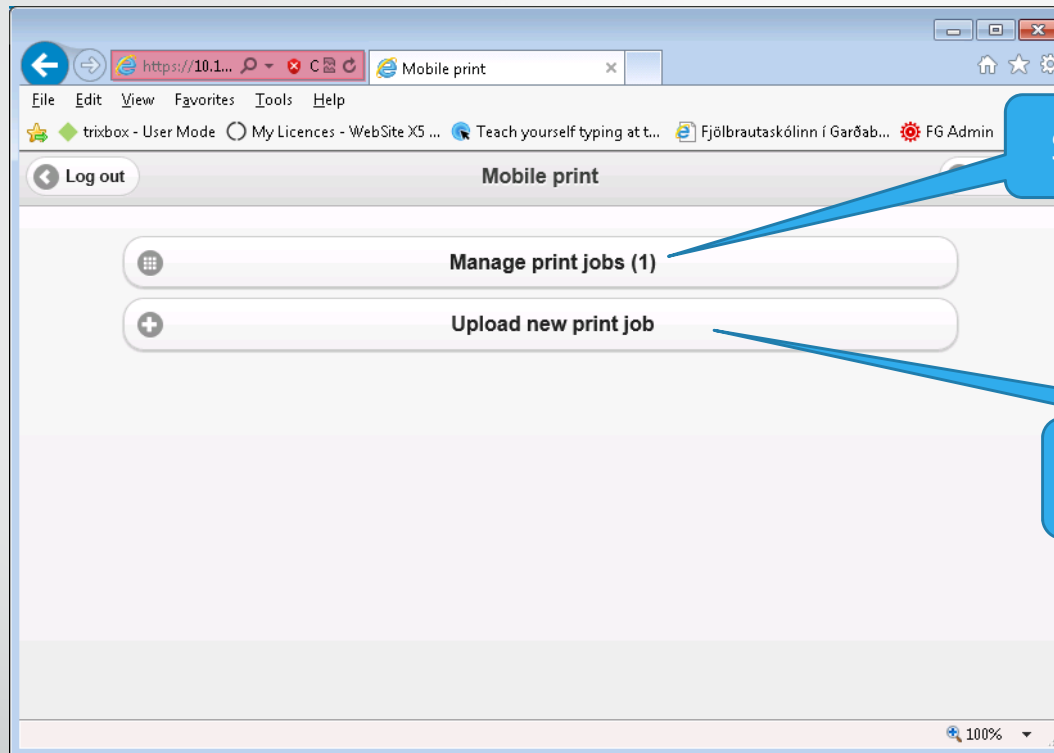 https://10.1... C Mobile print
File Edit View Favorites Tools Help
trixbox - User Mode My Licences - WebSite X5 ... Teach yourself typing at t... Fjölbrautaskólinn í Garðab... FG Admin
Log out Mobile print
Manage print jobs (1)
Upload new print job
100%